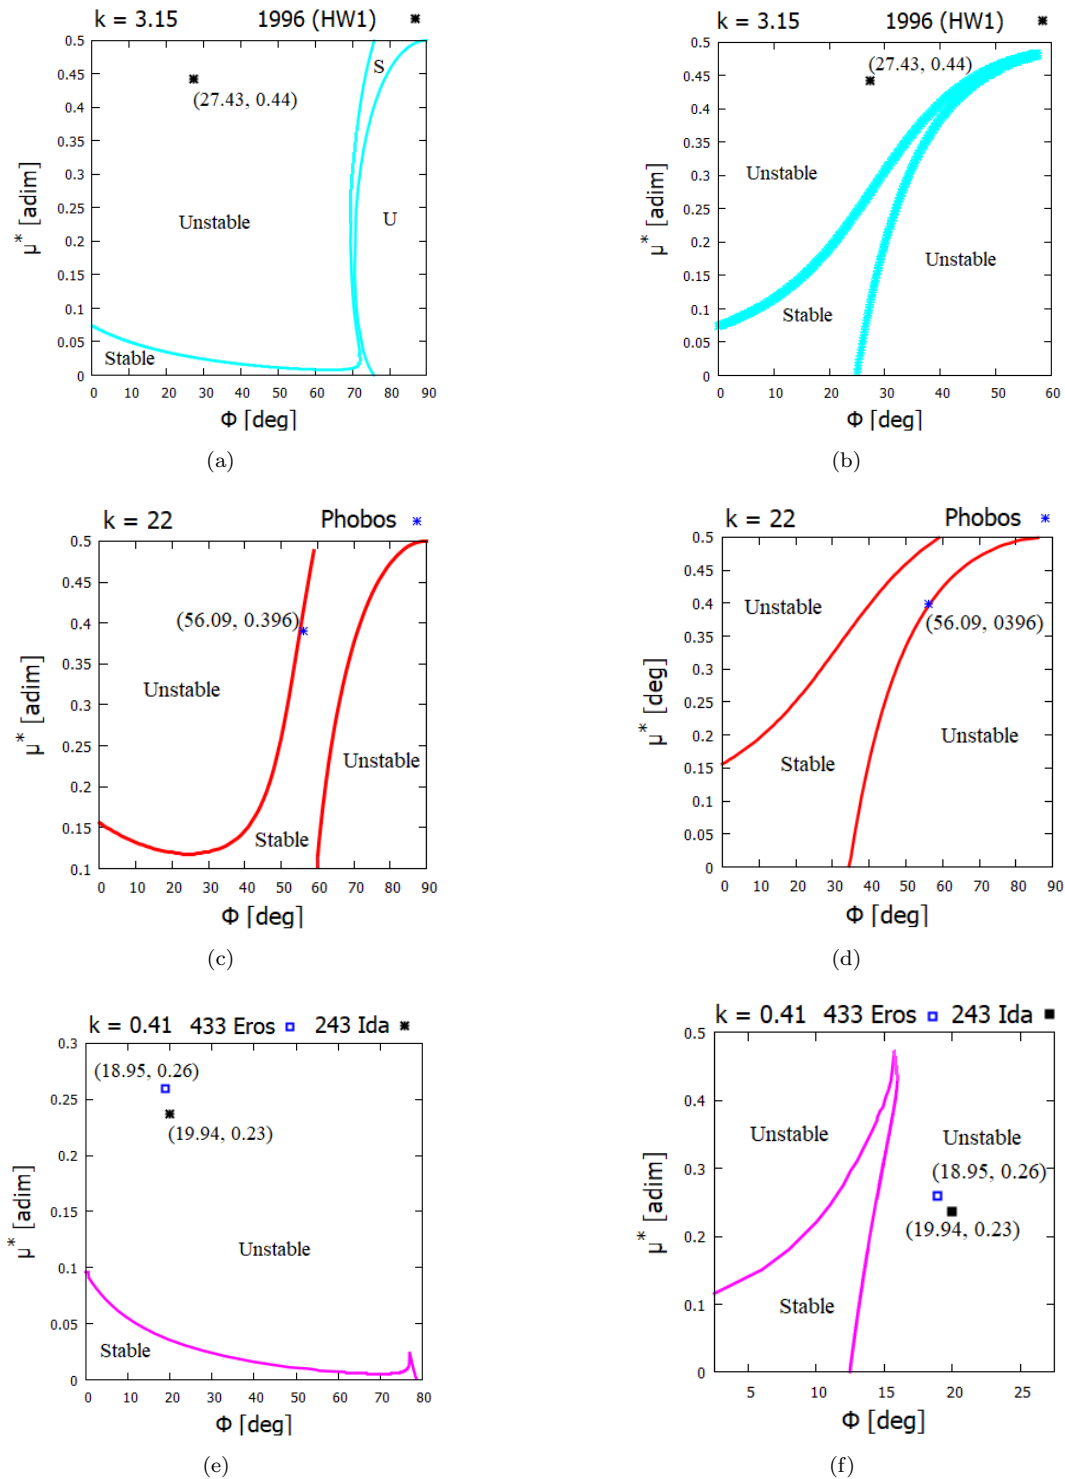 k = 3.15 1996 (HW1)
0.5
0.45
0.4
0.35
0.3
0.25
0.2
0.15
0.1
0.05
0
μ* [adim]
S
(27.43, 0.44)
Unstable
U
Stable
0 10 20 30 40 50 60 70 80 90
Φ [deg]
(a)
k = 3.15 1996 (HW1)
0.5
0.45
0.4
0.35
0.3
0.25
0.2
0.15
0.1
0.05
0
μ* [adim]
(27.43, 0.44)
Unstable
Unstable
Stable
0 10 20 30 40 50 60
Φ [deg]
(b)
k = 22 Phobos
0.5
0.45
0.4
0.35
0.3
0.25
0.2
0.15
0.1
μ* [adim]
(56.09, 0.396)
Unstable
Unstable
Stable
0 10 20 30 40 50 60 70 80 90
Φ [deg]
(c)
k = 22 Phobos
0.5
0.45
0.4
0.35
0.3
0.25
0.2
0.15
0.1
0.05
0
μ* [deg]
Unstable
(56.09, 0396)
Unstable
Stable
0 10 20 30 40 50 60 70 80 90
Φ [deg]
(d)
k = 0.41 433 Eros 243 Ida
0.3
0.25
0.2
0.15
0.1
0.05
0
μ* [adim]
(18.95, 0.26)
(19.94, 0.23)
Unstable
Stable
0 10 20 30 40 50 60 70 80
Φ [deg]
(e)
k = 0.41 433 Eros 243 Ida
0.5
0.4
0.3
0.2
0.1
0
μ* [adim]
Unstable
Unstable
(18.95, 0.26)
(19.94, 0.23)
Stable
5 10 15 20 25
Φ [deg]
(f)